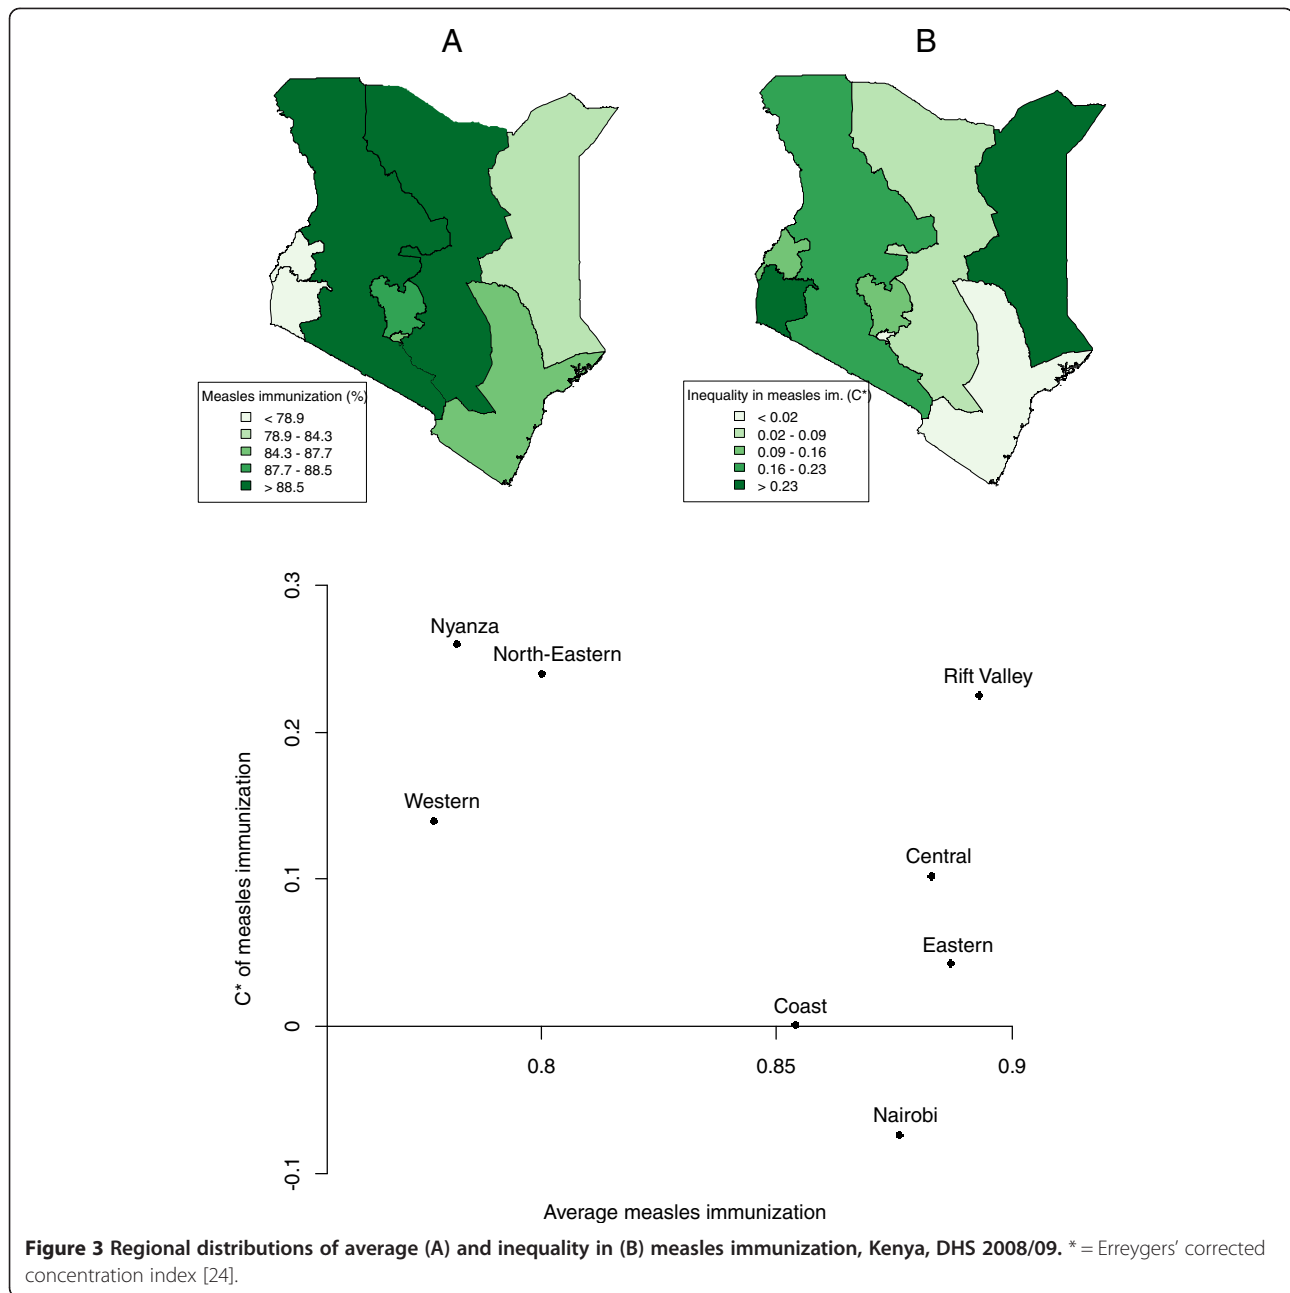 A
B
Measles immunization (%)
< 78.9
78.9 - 84.3
84.3 - 87.7
87.7 - 88.5
> 88.5
Inequality in measles im. (C*)
< 0.02
0.02 - 0.09
0.09 - 0.16
0.16 - 0.23
> 0.23
0.3
0.2
0.1
0
-0.1
C* of measles immunization
Nyanza
North-Eastern
Rift Valley
Western
Central
Eastern
Coast
0.8
0.85
0.9
Nairobi
Average measles immunization
Figure 3 Regional distributions of average (A) and inequality in (B) measles immunization, Kenya, DHS 2008/09. * = Erreygers' corrected
concentration index [24].